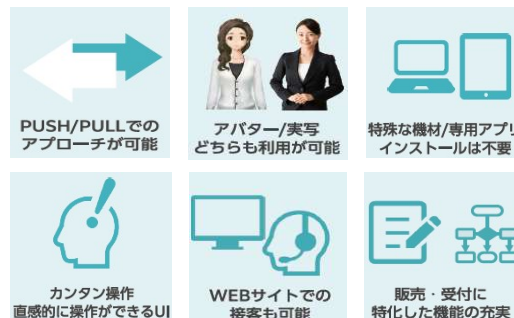 PUSH/PULLでの
アプローチが可能
アバター/実写
どちらも利用が可能
特殊な機材/専用アプリ
インストールは不要
カンタン操作
直感的に操作ができるUI
WEBサイトでの
接客も可能
販売・受付に
特化した機能の充実